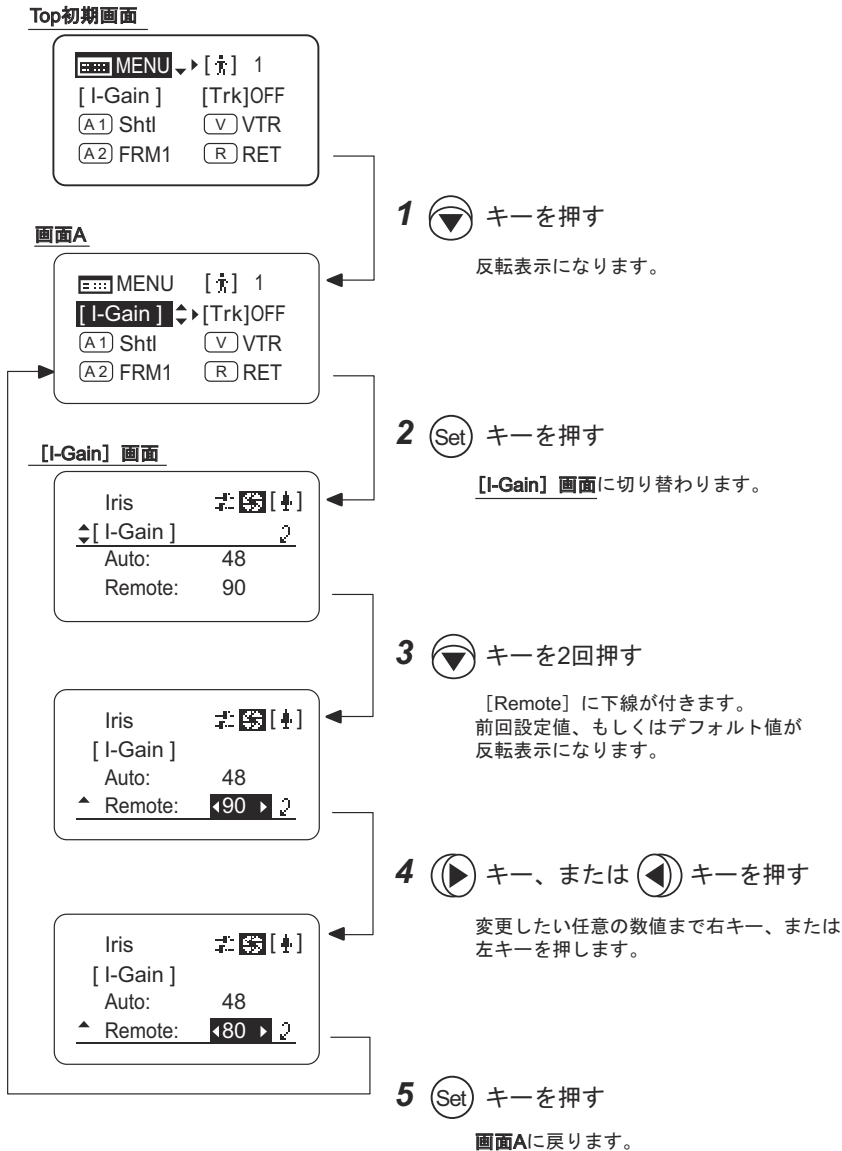 Top初期画面
MENU [ ] 1
[ I-Gain ] [Trk]OFF
A1 Shtl V VTR
A2 FRM1 R RET
1 キーを押す
反転表示になります。
画面A
MENU [ ] 1
[ I-Gain ] [Trk]OFF
A1 Shtl V VTR
A2 FRM1 R RET
2 Set キーを押す
[I-Gain] 画面に切り替わります。
[I-Gain] 画面
Iris [ ]
[ I-Gain ]
Auto: 48
Remote: 90
3 キーを2回押す
[Remote]に下線が付きます。
前回設定値、もしくはデフォルト値が
反転表示になります。
Iris [ ]
[ I-Gain ]
Auto: 48
Remote: 90
4 キー、または キーを押す
変更したい任意の数値まで右キー、または
左キーを押します。
Iris [ ]
[ I-Gain ]
Auto: 48
Remote: 80
5 Set キーを押す
画面Aに戻ります。